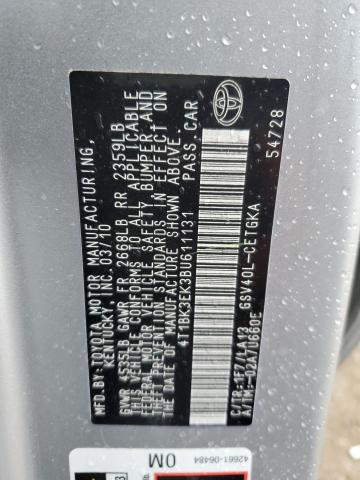 MFD.BY: TOYOTA MOTOR MANUFACTURING,
KENTUCKY INC. 03/10
GVWR 4535LB GAWR FR 2668LB RR 2359LB
THIS VEHICLE CONFORMS TO ALL APPLICABLE
FEDERAL MOTOR VEHICLE SAFETY, BUMPER AND
THEFT PREVENTION STANDARDS IN EFFECT ON
THE DATE OF MANUFACTURE SHOWN ABOVE.
4T1BK3EK3BU611131 PASS. CAR
C/TR:1F7/LA13 GSV40L-CETGKA
A/TM:-02A/U660E
54728
42661-06484
0M